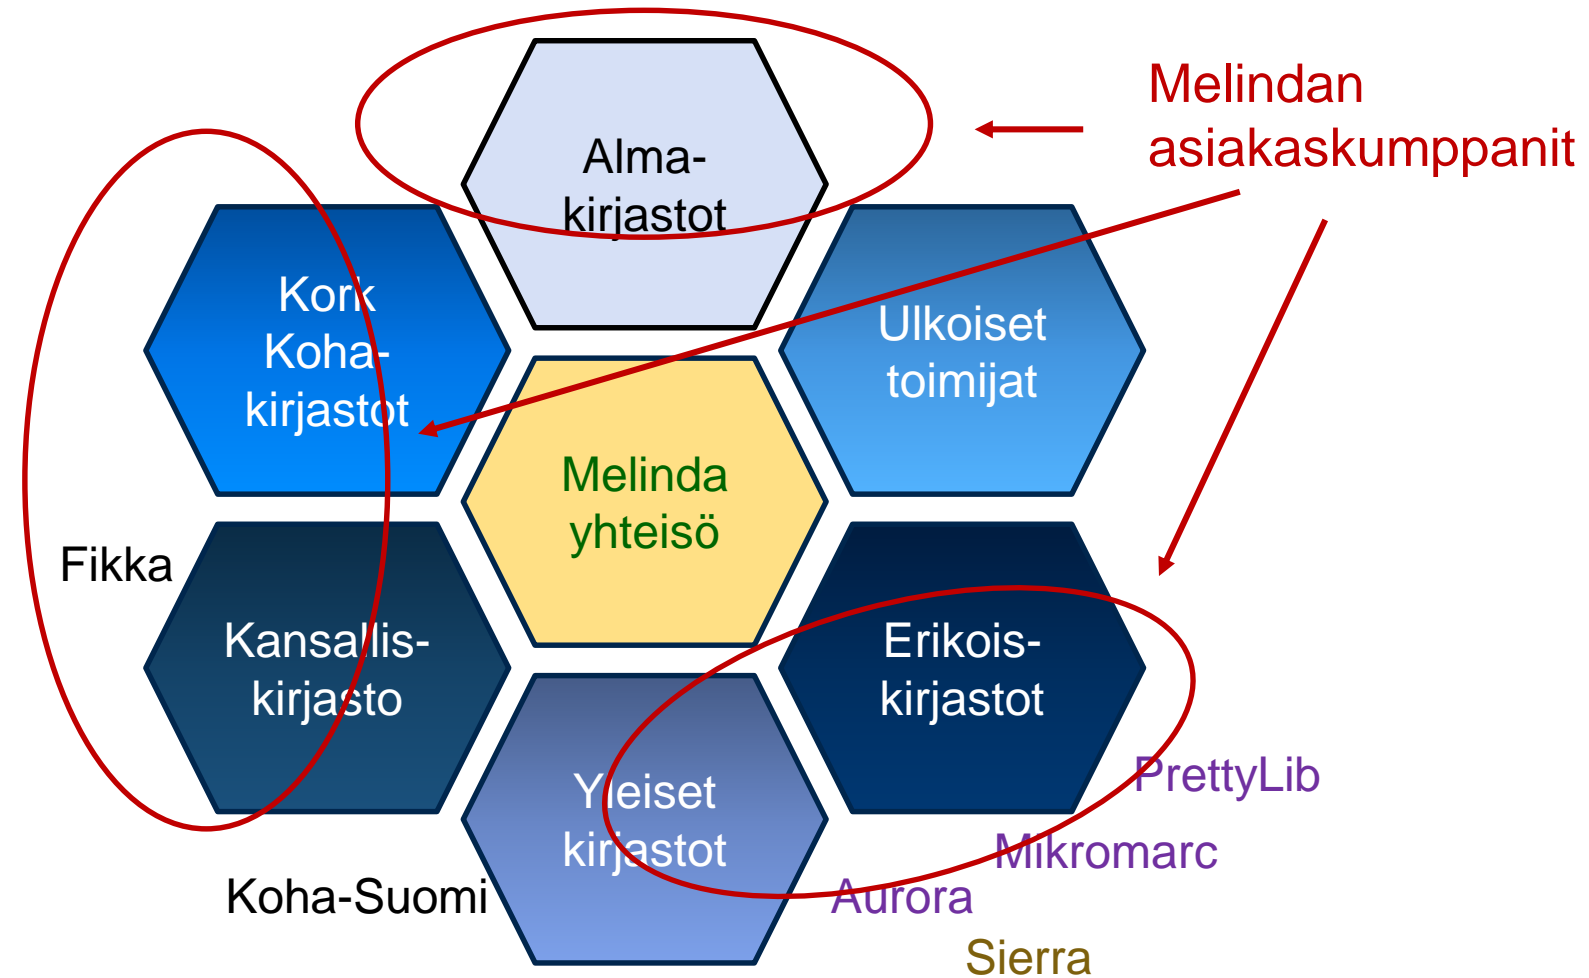 Melindan
asiakaskumppanit
Alma-
kirjastot
Kork
Koha-
kirjastot
Ulkoiset
toimijat
Melinda
yhteisö
Fikka
Kansallis-
kirjasto
Erikois-
kirjastot
Yleiset
kirjastot
PrettyLib
Mikromarc
Koha-Suomi
Aurora
Sierra